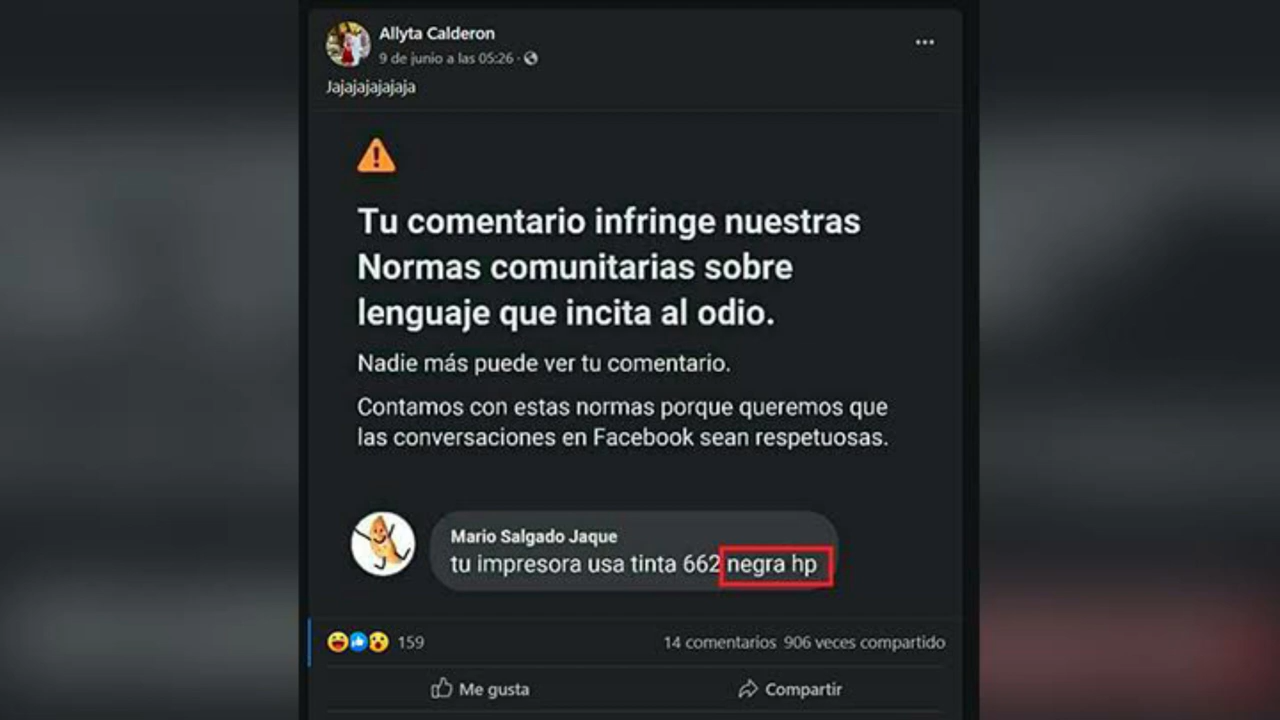 Allyta Calderon
9 de junio a las 05:26 ·
Jajajajajajaja
Tu comentario infringe nuestras
Normas comunitarias sobre
lenguaje que incita al odio.
Nadie más puede ver tu comentario.
Contamos con estas normas porque queremos que
las conversaciones en Facebook sean respetuosas.
Mario Salgado Jaque
tu impresora usa tinta 662 negra hp
159 14 comentarios 906 veces compartido
Me gusta Compartir